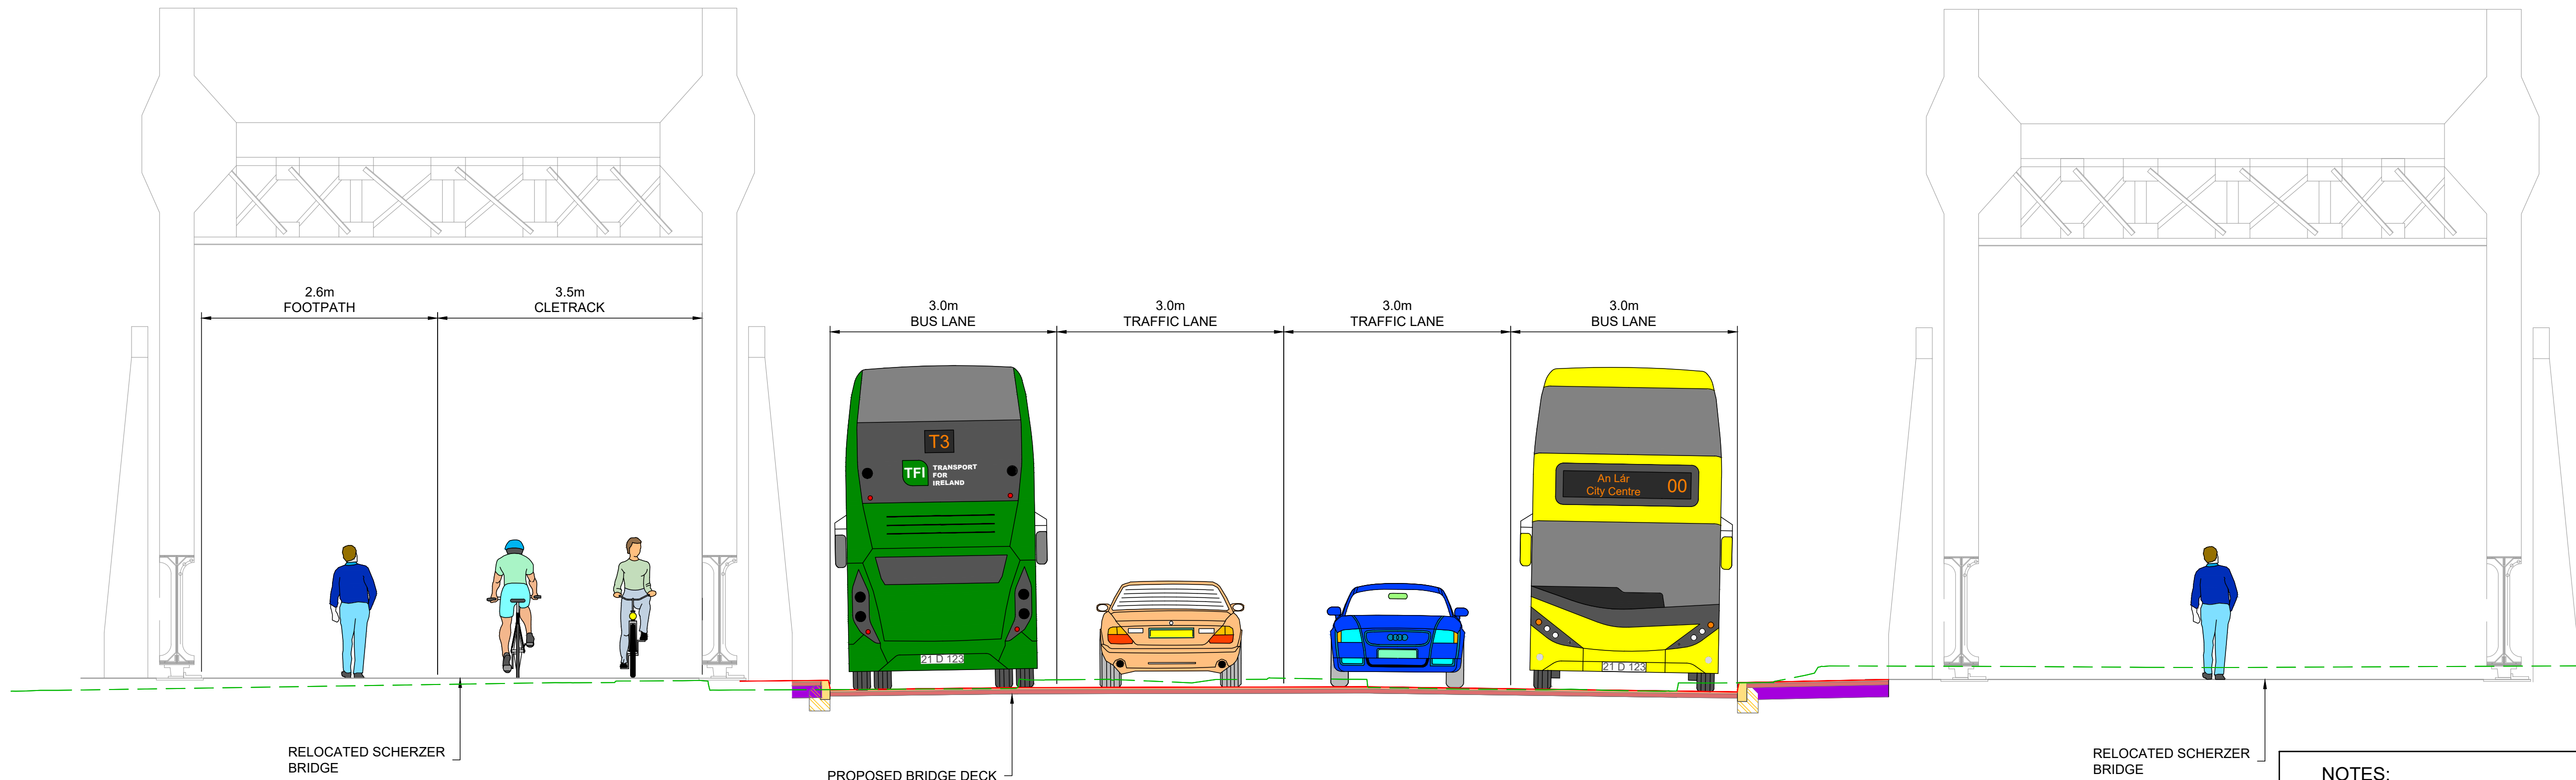 2.6m
FOOTPATH
3.5m
CLETRACK
3.0m
BUS LANE
3.0m
TRAFFIC LANE
3.0m
TRAFFIC LANE
3.0m
BUS LANE
T3
TFI
TRANSPORT
FOR
IRELAND
An Lár
City Centre
00
21 D 123
21 D 123
RELOCATED SCHERZER
BRIDGE
PROPOSED BRIDGE DECK
RELOCATED SCHERZER
BRIDGE
NOTES: